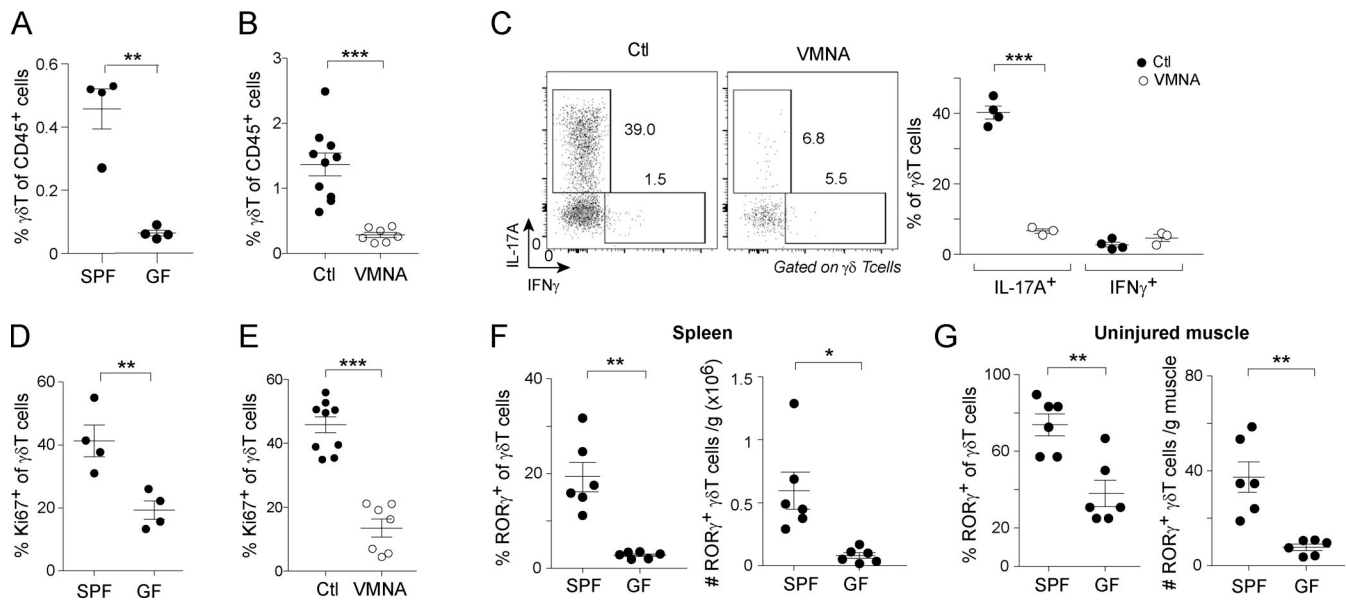 A
% γδT of CD45+ cells
0.6
0.4
0.2
0
**
SPF GF
B
% γδT of CD45+ cells
3
2
1
0
***
Ctl VMNA
C
Ctl VMNA
39.0
1.5
6.8
5.5
IL-17A
0
0
IFNγ
Gated on γδ Tcells
% of γδT cells
40
20
0
***
Ctl
VMNA
IL-17A+ IFNγ+
D
% Ki67+ of γδT cells
60
40
20
0
**
SPF GF
E
% Ki67+ of γδT cells
60
40
20
0
***
Ctl VMNA
F
Spleen
% RORγ+ of γδT cells
40
20
0
**
SPF GF
# RORγ+ γδT cells /g (x106)
1.5
1
0.5
0
*
SPF GF
G
Uninjured muscle
% RORγ+ of γδT cells
100
60
40
20
0
**
SPF GF
# RORγ+ γδT cells /g muscle
80
40
0
**
SPF GF